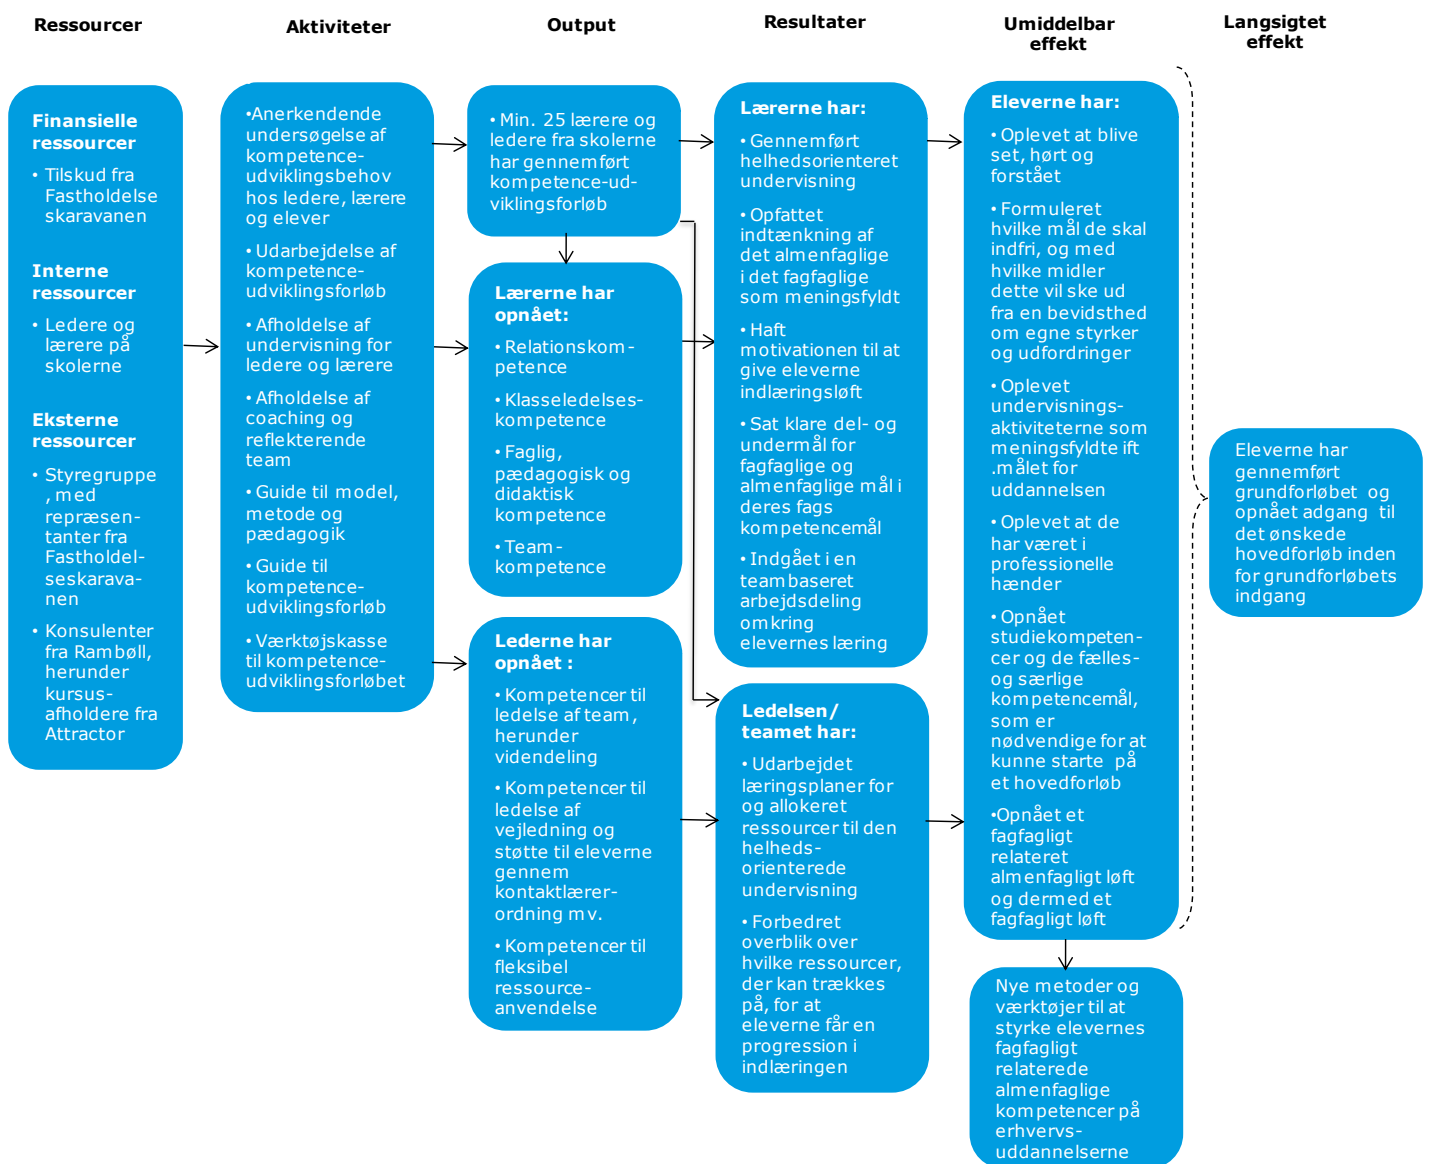 Ressourcer
Aktiviteter
Output
Resultater
Umiddelbar
effekt
Langsigtet
effekt
Finansielle
ressourcer
• Tilskud fra
Fastholdelse
skaravanen
Interne
ressourcer
• Ledere og
lærere på
skolerne
Eksterne
ressourcer
• Styregruppe
, med
repræsen-
tanter fra
Fastholdel-
seskarava-
nen
• Konsulenter
fra Rambøll,
herunder
kursus-
afholdere fra
Attractor
•Anerkendende
undersøgelse af
kompetence-
udviklingsbehov
hos ledere, lærere
og elever
• Udarbejdelse af
kompetence-
udviklingsforløb
• Afholdelse af
undervisning for
ledere og lærere
• Afholdelse af
coaching og
reflekterende
team
• Guide til model,
metode og
pædagogik
• Guide til
kompetence-
udviklingsforløb
• Værktøjskasse
til kompetence-
udviklingsforløbet
• Min. 25 lærere og
ledere fra skolerne
har gennemført
kompetence-ud-
viklingsforløb
Lærerne har
opnået:
• Relationskom-
petence
• Klasseledelses-
kompetence
• Faglig,
pædagogisk og
didaktisk
kompetence
• Team-
kompetence
Lederne har
opnået :
• Kompetencer til
ledelse af team,
herunder
videndeling
• Kompetencer til
ledelse af
vejledning og
støtte til eleverne
gennem
kontaktlærer-
ordning mv.
• Kompetencer til
fleksibel
ressource-
anvendelse
Lærerne har:
• Gennemført
helhedsorienteret
undervisning
• Opfattet
indtænkning af
det almenfaglige
i det fagfaglige
som meningsfyldt
• Haft
motivationen til at
give eleverne
indlæringsløft
• Sat klare del- og
undermål for
fagfaglige og
almenfaglige mål i
deres fags
kompetencemål
• Indgået i en
teambaseret
arbejdsdeling
omkring
elevernes læring
Ledelsen/
teamet har:
• Udarbejdet
læringsplaner for
og allokeret
ressourcer til den
helheds-
orienterede
undervisning
• Forbedret
overblik over
hvilke ressourcer,
der kan trækkes
på, for at
eleverne får en
progression i
indlæringen
Eleverne har:
• Oplevet at blive
set, hørt og
forstået
• Formuleret
hvilke mål de skal
indfri, og med
hvilke midler
dette vil ske ud
fra en bevidsthed
om egne styrker
og udfordringer
• Oplevet
undervisnings-
aktiviteterne som
meningsfyldte ift
.målet for
uddannelsen
• Oplevet at de
har været i
professionelle
hænder
• Opnået
studiekompeten-
cer og de fælles-
og særlige
kompetencemål,
som er
nødvendige for at
kunne starte på
et hovedforløb
•Opnået et
fagfagligt
relateret
almenfagligt løft
og dermed et
fagfagligt løft
Nye metoder og
værktøjer til at
styrke elevernes
fagfagligt
relaterede
almenfaglige
kompetencer på
erhvervs-
uddannelserne
Eleverne har
gennemført
grundforløbet og
opnået adgang til
det ønskede
hovedforløb inden
for grundforløbets
indgang